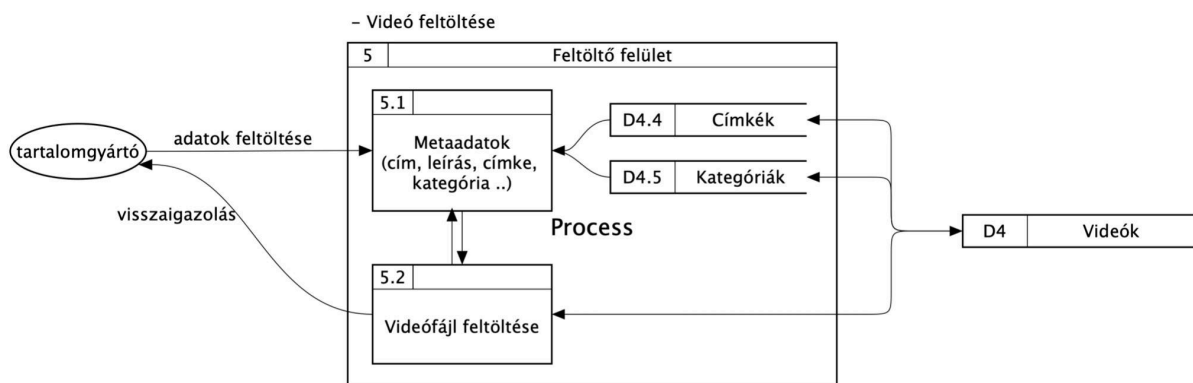 – Videó feltöltése
5 Feltöltő felület
5.1
Metaadatok
(cím, leírás, címke,
kategória ..)
D4.4 Címkék
D4.5 Kategóriák
tartalomgyártó
adatok feltöltése
visszaigazolás
Process
D4 Videók
5.2
Videófájl feltöltése